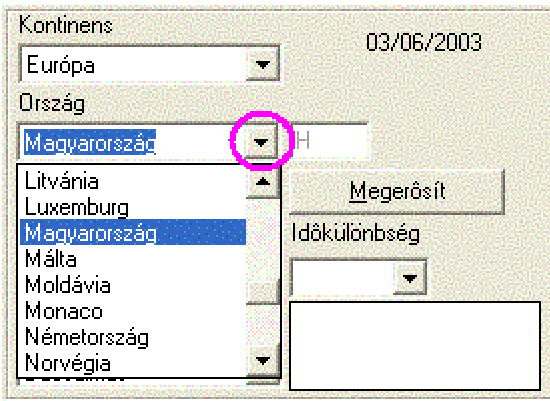 Kontinens
03/06/2003
Európa
Ország
Magyarország
H
Litvánia
Luxemburg
Magyarország
Málta
Moldávia
Monaco
Németország
Norvégia
Megerôsít
Idôkülönbség